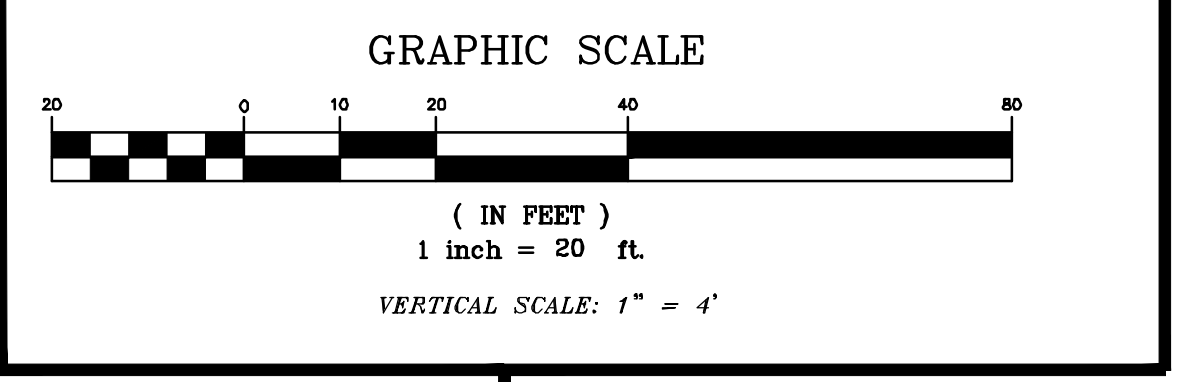 GRAPHIC SCALE
20 0 10 20 40 80
( IN FEET )
1 inch = 20 ft.
VERTICAL SCALE: 1" = 4'